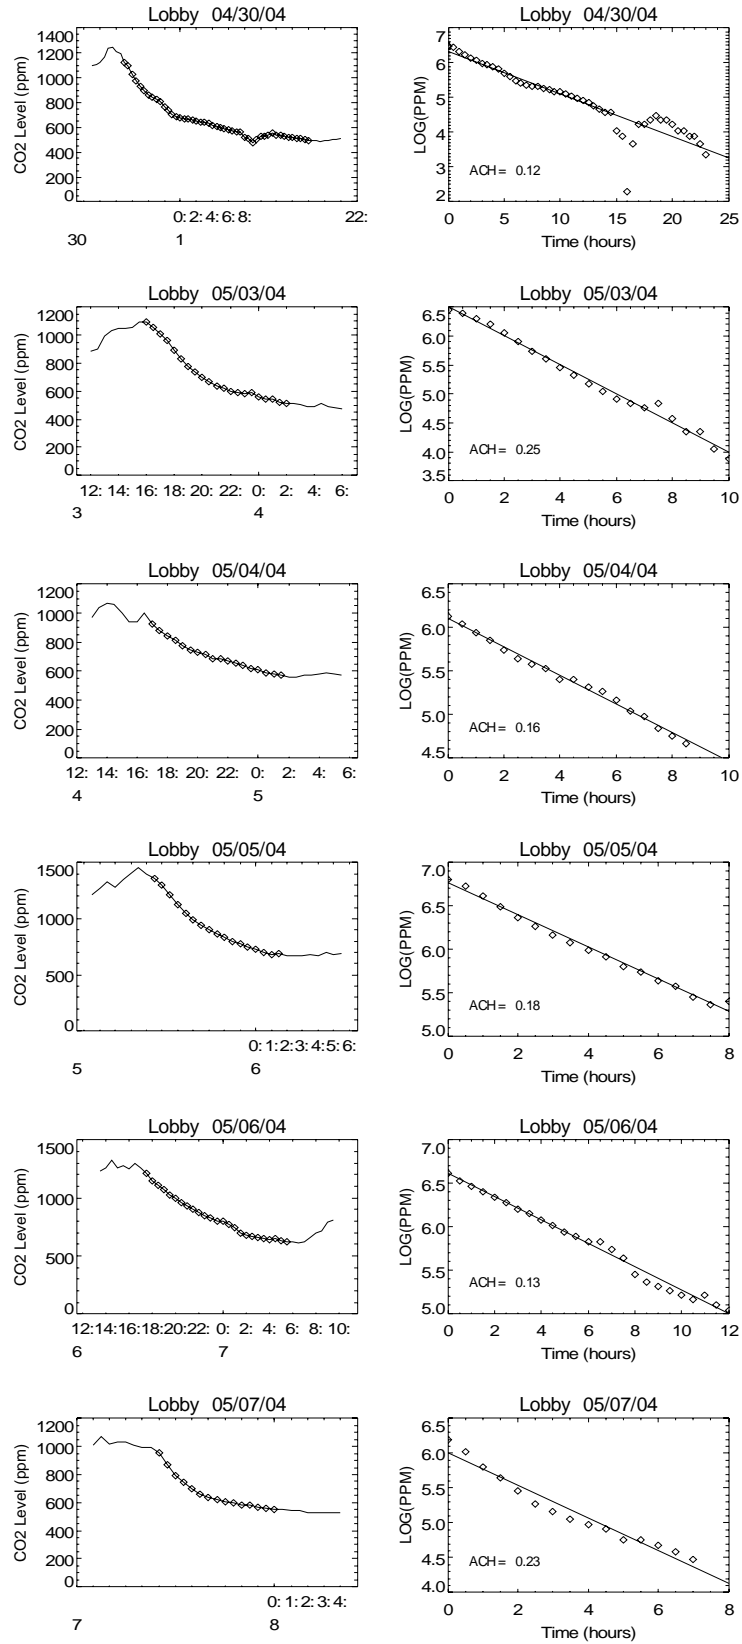 Lobby 04/30/04
CO2 Level (ppm)
1400
1200
1000
800
600
400
200
0
0: 2: 4: 6: 8: 22:
30 1
Lobby 04/30/04
LOG(PPM)
7
6
5
4
3
2
ACH= 0.12
0 5 10 15 20 25
Time (hours)
Lobby 05/03/04
CO2 Level (ppm)
1200
1000
800
600
400
200
0
12: 14: 16: 18: 20: 22: 0: 2: 4: 6:
3 4
Lobby 05/03/04
LOG(PPM)
6.5
6.0
5.5
5.0
4.5
4.0
3.5
ACH= 0.25
0 2 4 6 8 10
Time (hours)
Lobby 05/04/04
CO2 Level (ppm)
1200
1000
800
600
400
200
0
12: 14: 16: 18: 20: 22: 0: 2: 4: 6:
4 5
Lobby 05/04/04
LOG(PPM)
6.5
6.0
5.5
5.0
4.5
ACH= 0.16
0 2 4 6 8 10
Time (hours)
Lobby 05/05/04
CO2 Level (ppm)
1500
1000
500
0
0: 1: 2: 3: 4: 5: 6:
5 6
Lobby 05/05/04
LOG(PPM)
7.0
6.5
6.0
5.5
5.0
ACH= 0.18
0 2 4 6 8
Time (hours)
Lobby 05/06/04
CO2 Level (ppm)
1500
1000
500
0
12: 14: 16: 18: 20: 22: 0: 2: 4: 6: 8: 10:
6 7
Lobby 05/06/04
LOG(PPM)
7.0
6.5
6.0
5.5
5.0
ACH= 0.13
0 2 4 6 8 10 12
Time (hours)
Lobby 05/07/04
CO2 Level (ppm)
1200
1000
800
600
400
200
0
0: 1: 2: 3: 4:
7 8
Lobby 05/07/04
LOG(PPM)
6.5
6.0
5.5
5.0
4.5
4.0
ACH= 0.23
0 2 4 6 8
Time (hours)